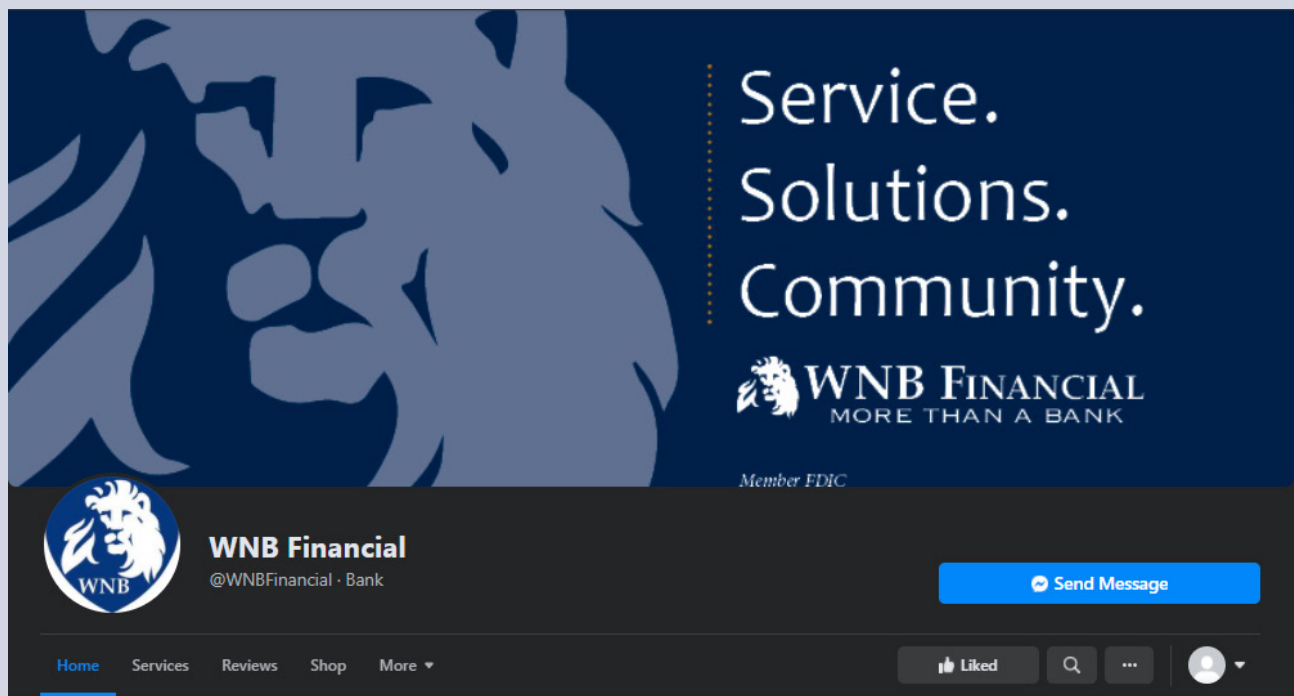 Service.
Solutions.
Community.
WNB FINANCIAL
MORE THAN A BANK
Member FDIC
WNB
WNB Financial
@WNBFinancial · Bank
Send Message
Home Services Reviews Shop More
Liked